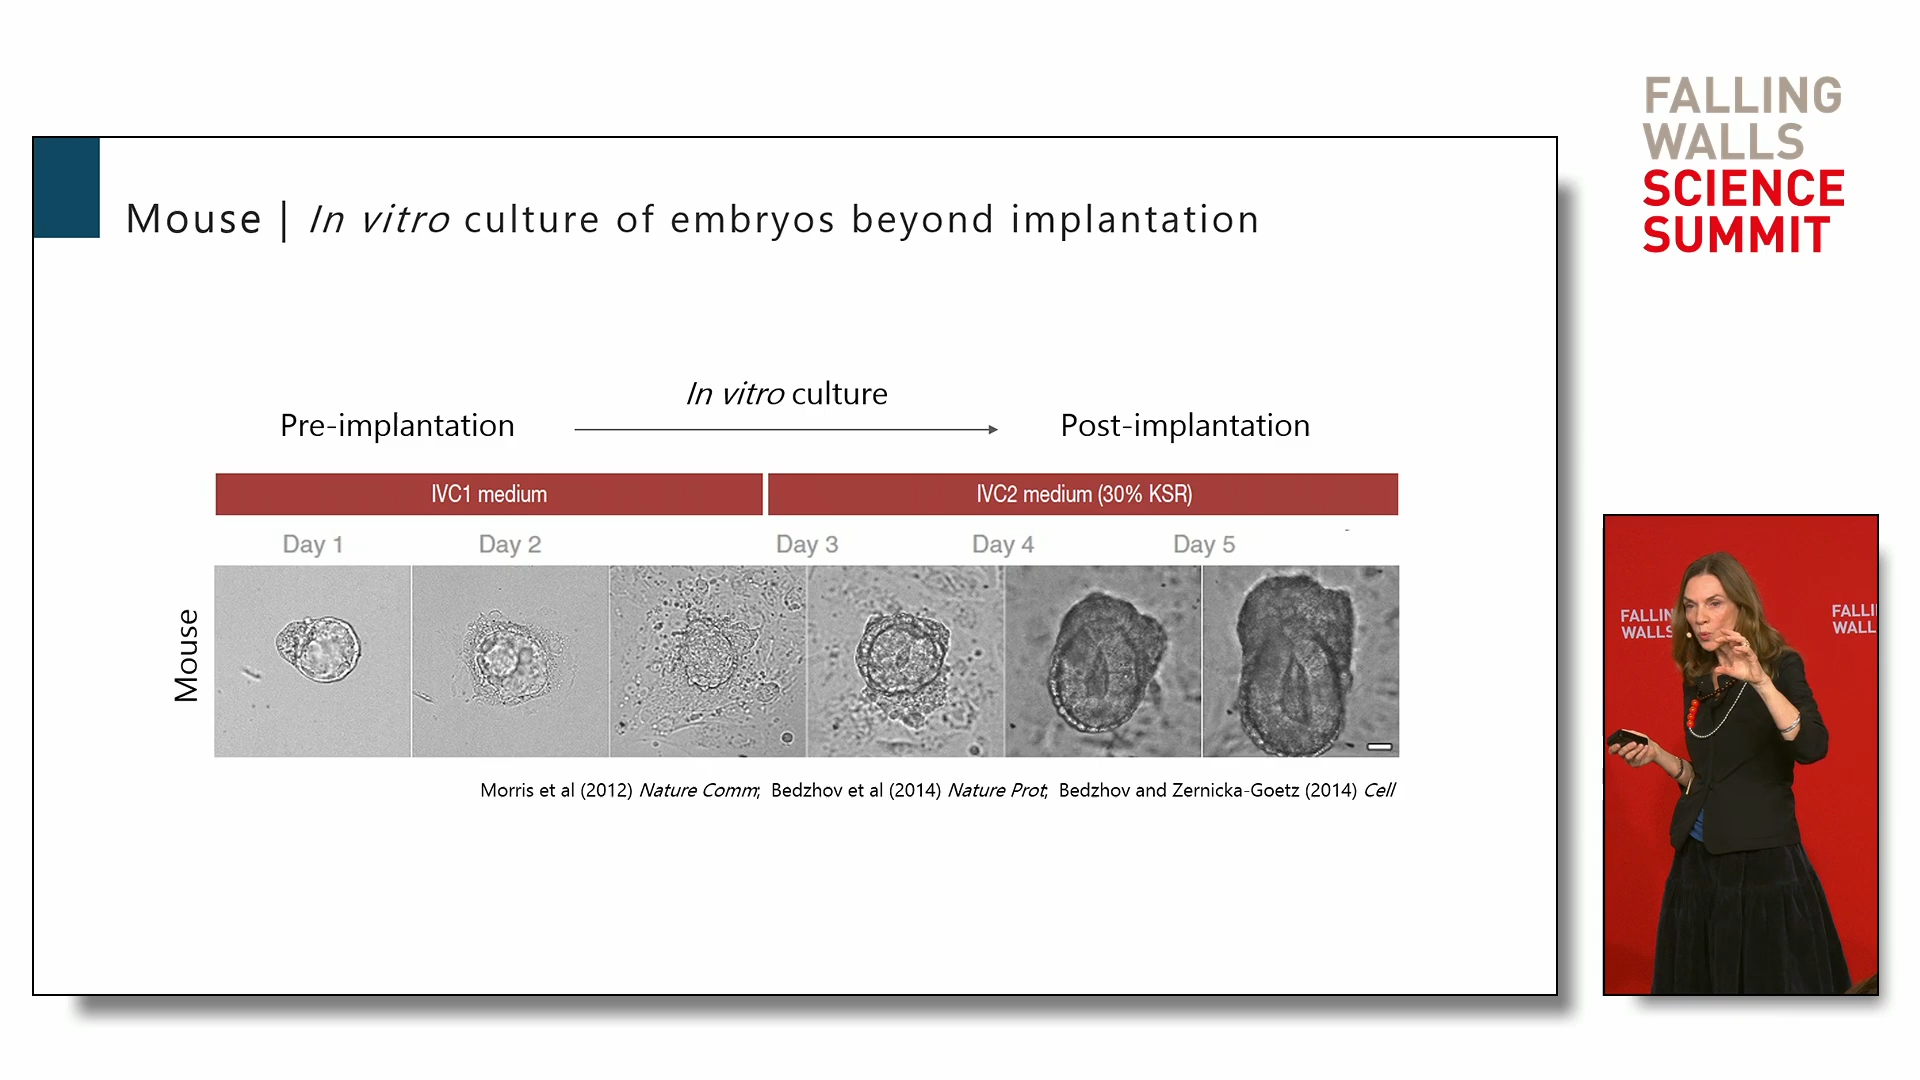 FALLING
WALLS
SCIENCE
SUMMIT
Mouse | In vitro culture of embryos beyond implantation
In vitro culture
Pre-implantation
Post-implantation
IVC1 medium
IVC2 medium (30% KSR)
Day 1
Day 2
Day 3
Day 4
Day 5
Mouse
Morris et al (2012) Nature Comm; Bedzhov et al (2014) Nature Prot; Bedzhov and Zernicka-Goetz (2014) Cell
FALLIN
WALLS
FALLI
WALL